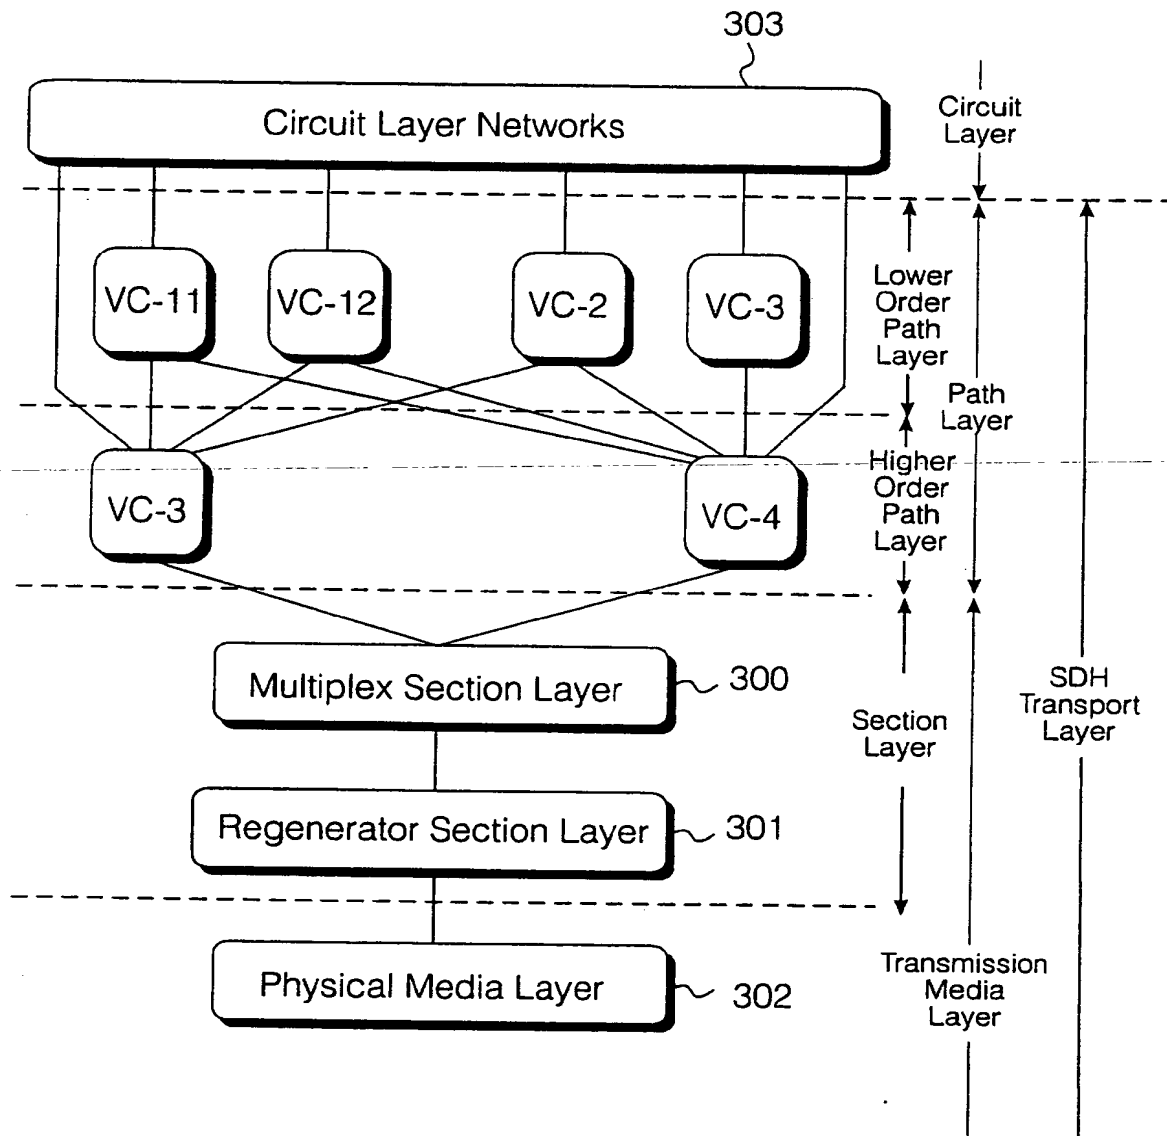 303
Circuit Layer Networks
Circuit
Layer
VC-11
VC-12
VC-2
VC-3
Lower
Order
Path
Layer
Path
Layer
VC-3
VC-4
Higher
Order
Path
Layer
Multiplex Section Layer
300
Section
Layer
SDH
Transport
Layer
Regenerator Section Layer
301
Physical Media Layer
302
Transmission
Media
Layer